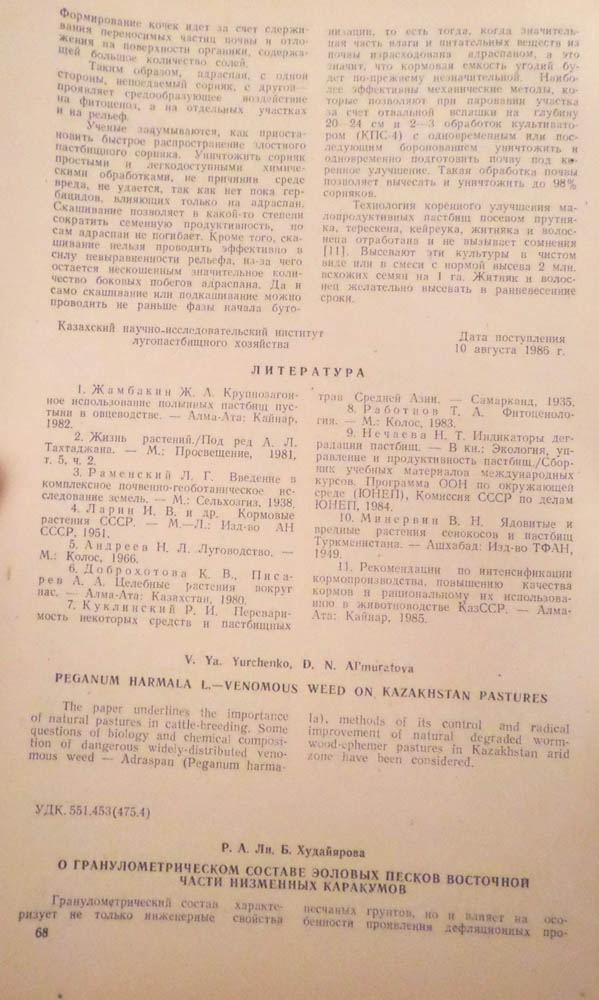 Формирование кочек идет за счет сдержи-
вания переносимых частиц почвы и отло-
жения на поверхности органики, содержа-
щей большое количество солей.
Таким образом, адраспан, с одной
стороны, непоедаемый сорняк, с другой —
проявляет средообразующее воздействие
на фитоценоз, а на отдельных участках
и на рельеф.
Ученые задумываются, как приоста-
новить быстрое распространение злостного
пастбищного сорняка. Уничтожить сорняк
простыми и легкодоступными химиче-
скими обработками, не причинив среде
вреда, не удается, так как нет пока гер-
бицидов, влияющих только на адраспан.
Скашивание позволяет в какой-то степени
сократить семенную продуктивность, но
сам адраспан не погибает. Кроме того, ска-
шивание нельзя проводить эффективно в
силу невыравненности рельефа, из-за чего
остается нескошенным значительное коли-
чество боковых побегов адраспана. Да и
само скашивание или подкашивание можно
проводить не раньше фазы начала буто-
низации, то есть тогда, когда значитель-
ная часть влаги и питательных веществ из
почвы израсходована адраспаном, а это
значит, что кормовая емкость угодий бу-
дет по-прежнему незначительной. Наибо-
лее эффективны механические методы, ко-
торые позволяют при паровании участка
за счет отвальной вспашки на глубину
20—24 см и 2—3 обработок культивато-
ром (КПС-4) с одновременным или пос-
ледующим боронованием уничтожить и
одновременно подготовить почву под ко-
ренное улучшение. Такая обработка почвы
позволяет вычесать и уничтожить до 98%
сорняков.
Технология коренного улучшения ма-
лопродуктивных пастбищ посевом прутня-
ка, терескена, кейреука, житняка и волос-
неца отработана и не вызывает сомнения
[11]. Высевают эти культуры в чистом
виде или в смеси с нормой высева 2 млн.
всхожих семян на 1 га. Житняк и волос-
нец желательно высевать в ранневесенние
сроки.
Казахский научно-исследовательский институт
лугопастбищного хозяйства
Дата поступления
10 августа 1986 г.
ЛИТЕРАТУРА
1. Жамбакин Ж. А. Крупнозагон-
ное использование полынных пастбищ пус-
тыни в овцеводстве. — Алма-Ата: Кайнар,
1982.
2. Жизнь растений./Под ред А. Л.
Тахтаджана. — М.: Просвещение, 1981,
т. 5, ч. 2.
3. Раменский Л. Г. Введение в
комплексное почвенно-геоботаническое ис-
следование земель. — М.: Сельхозгиз, 1938.
4. Ларин И. В. и др. Кормовые
растения СССР. — М.—Л.: Изд-во АН
СССР, 1951.
5. Андреев Н. Л. Луговодство. —
М.: Колос, 1966.
6. Доброхотова К. В., Писа-
рев А. А. Целебные растения вокруг
нас. — Алма-Ата: Казахстан, 1980.
7. Куклинский Р. И. Перевари-
мость некоторых средств и пастбищных
трав Средней Азии. — Самарканд, 1935.
8. Работнов Т. А. Фитоценоло-
гия. — М.: Колос, 1983.
9. Нечаева Н. Т. Индикаторы дег-
радации пастбищ. — В кн.: Экология, уп-
равление и продуктивность пастбищ./Сбор-
ник учебных материалов международных
курсов. Программа ООН по окружающей
среде (ЮНЕП), Комиссия СССР по делам
ЮНЕП, 1984.
10. Минервин В. Н. Ядовитые и
вредные растения сенокосов и пастбищ
Туркменистана. — Ашхабад: Изд-во ТФАН,
1949.
11. Рекомендации по интенсификации
кормопроизводства, повышению качества
кормов и рациональному их использова-
нию в животноводстве КазССР. — Алма-
Ата: Кайнар, 1985.
V. Ya. Yurchenko, D. N. Al'muratova
PEGANUM HARMALA L.—VENOMOUS WEED ON KAZAKHSTAN PASTURES
The paper underlines the importance
of natural pastures in cattle-breeding. Some
questions of biology and chemical composi-
tion of dangerous widely-distributed veno-
mous weed — Adraspan (Peganum harma-
la), methods of its control and radical
improvement of natural degraded worm-
wood-ephemer pastures in Kazakhstan arid
zone have been considered.
УДК. 551.453(475.4)
Р. А. Ли, Б. Худайярова
О ГРАНУЛОМЕТРИЧЕСКОМ СОСТАВЕ ЭОЛОВЫХ ПЕСКОВ ВОСТОЧНОЙ
ЧАСТИ НИЗМЕННЫХ КАРАКУМОВ
Гранулометрический состав характе-
ризует не только инженерные свойства
песчаных грунтов, но и влияет на осо-
бенности проявления дефляционных про-
68